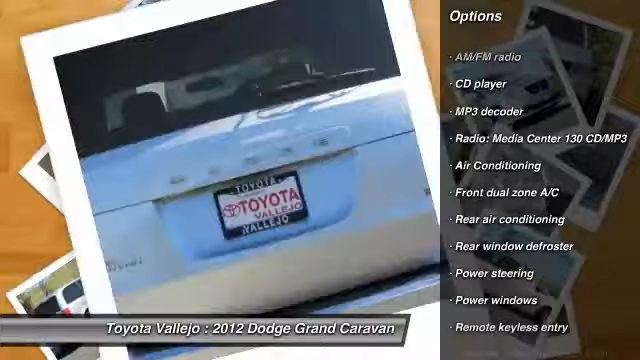 Options
· AM/FM radio
· CD player
· MP3 decoder
· Radio: Media Center 130 CD/MP3
· Air Conditioning
· Front dual zone A/C
· Rear air conditioning
· Rear window defroster
· Power steering
· Power windows
· Remote keyless entry
DODGE
TOYOTA
TOYOTA
VALLEJO
VALLEJO
Toyota Vallejo : 2012 Dodge Grand Caravan